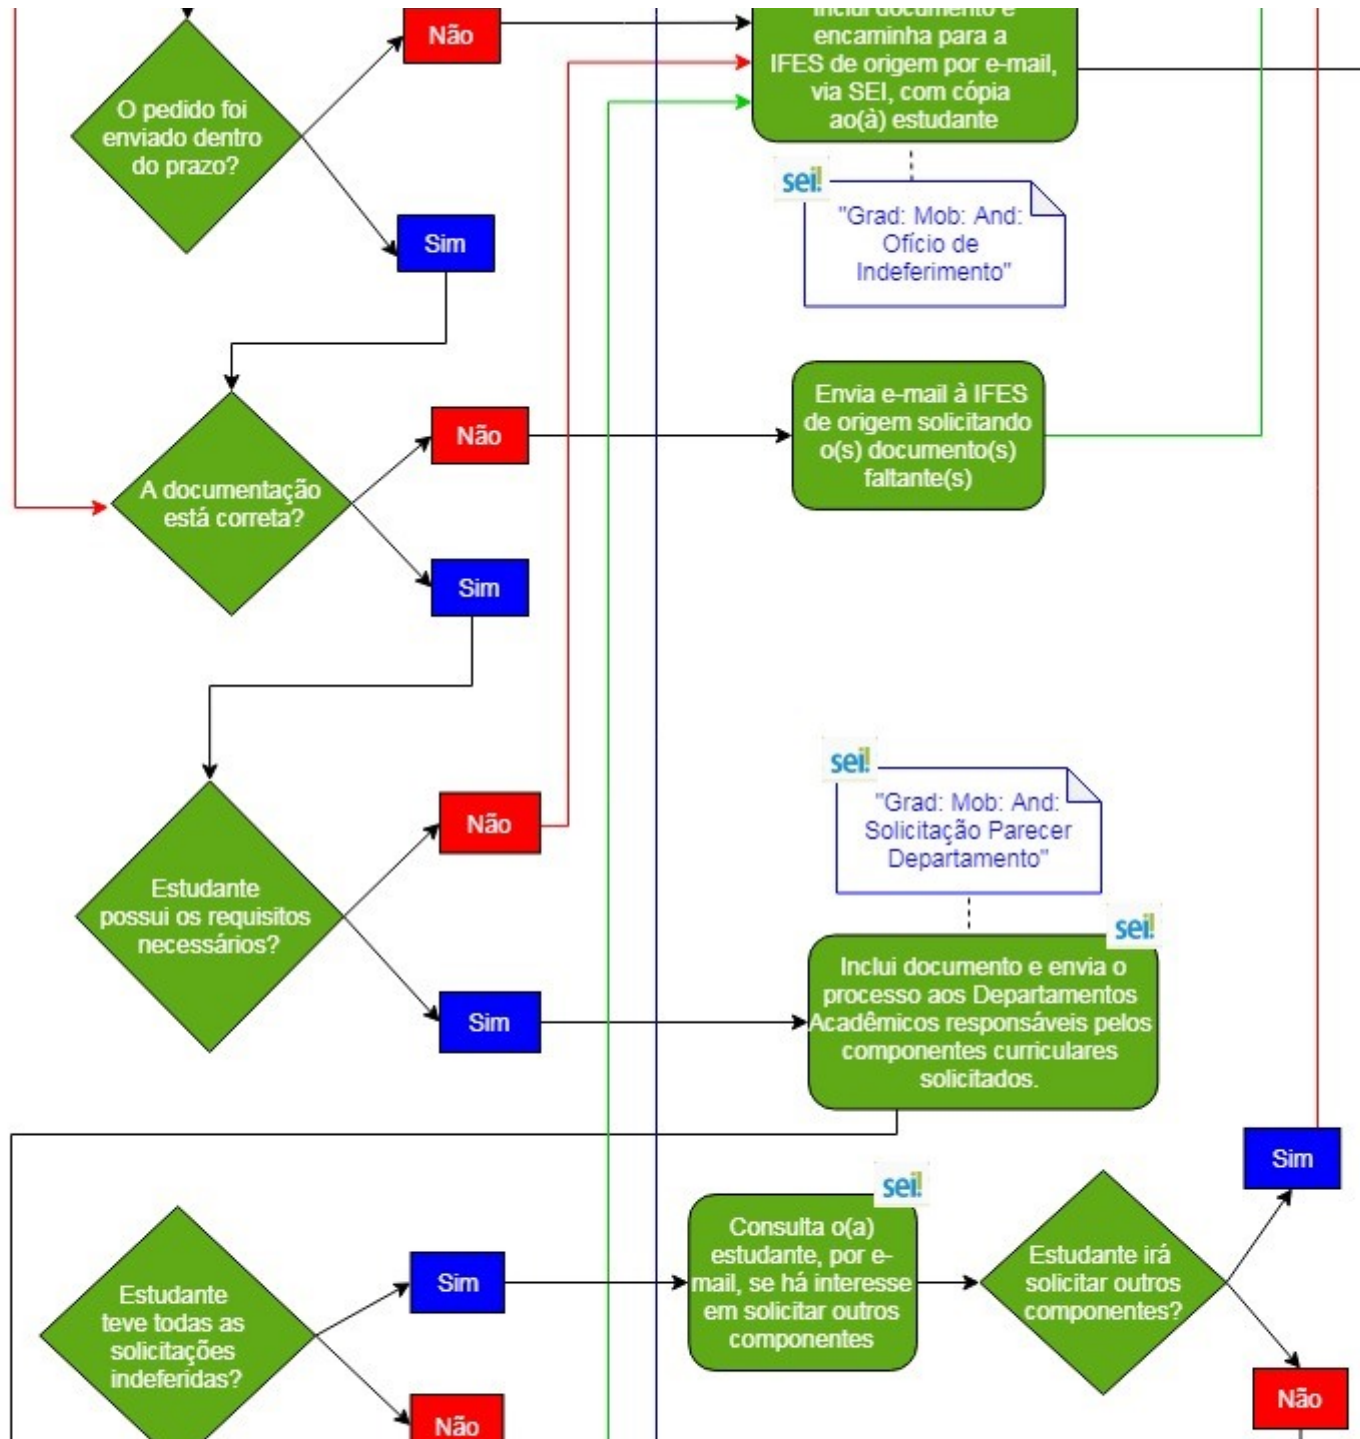 Não
Inclui documento e
encaminha para a
IFES de origem por e-mail,
via SEI, com cópia
ao(à) estudante
O pedido foi
enviado dentro
do prazo?
sei!
"Grad: Mob: And:
Ofício de
Indeferimento"
Sim
Envia e-mail à IFES
de origem solicitando
o(s) documento(s)
faltante(s)
Não
A documentação
está correta?
Sim
sei!
"Grad: Mob: And:
Solicitação Parecer
Departamento"
Não
Estudante
possui os requisitos
necessários?
sei!
Inclui documento e envia o
processo aos Departamentos
Acadêmicos responsáveis pelos
componentes curriculares
solicitados.
Sim
Sim
sei!
Consulta o(a)
estudante, por e-
mail, se há interesse
em solicitar outros
componentes
Estudante irá
solicitar outros
componentes?
Sim
Estudante
teve todas as
solicitações
indeferidas?
Não
Não